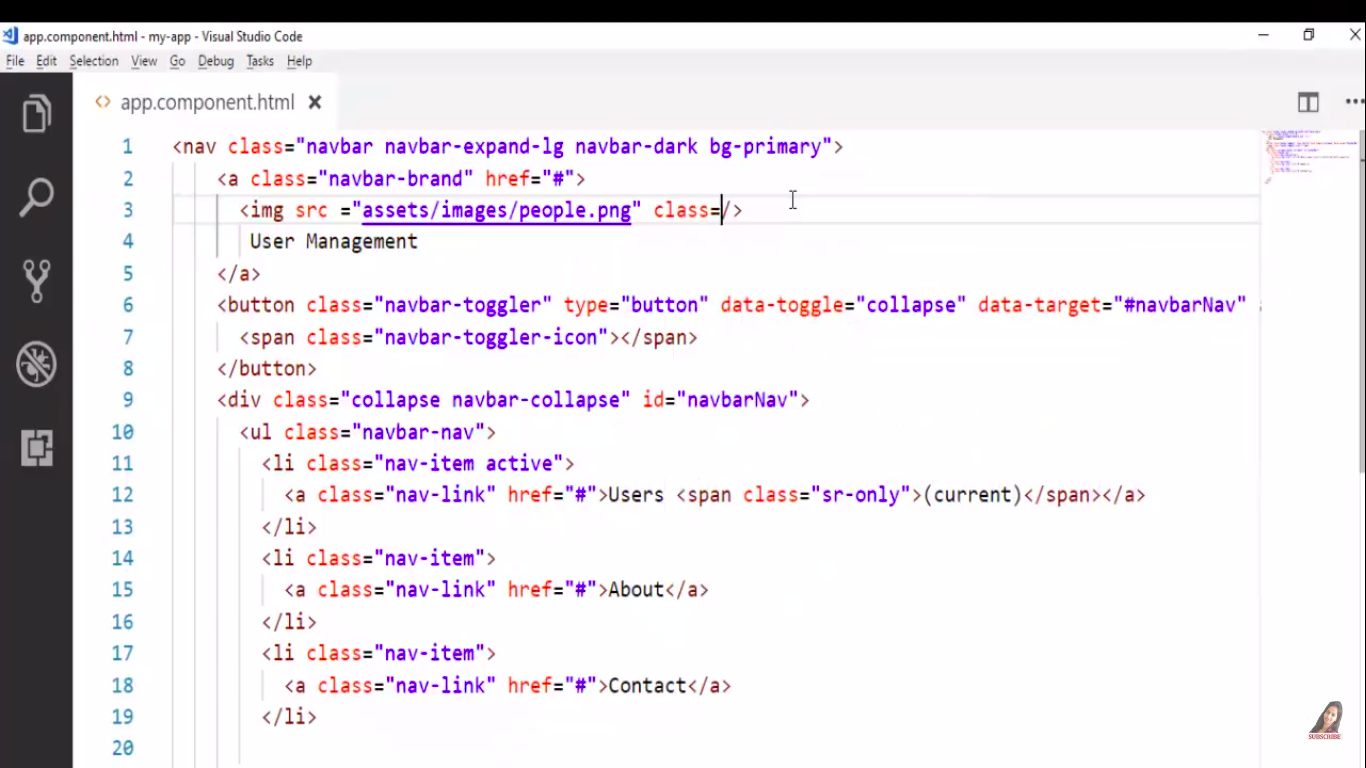 app.component.html - my-app - Visual Studio Code
File Edit Selection View Go Debug Tasks Help
<> app.component.html
1 <nav class="navbar navbar-expand-lg navbar-dark bg-primary">
2 <a class="navbar-brand" href="#">
3 <img src ="assets/images/people.png" class=/>
4 User Management
5 </a>
6 <button class="navbar-toggler" type="button" data-toggle="collapse" data-target="#navbarNav"
7 <span class="navbar-toggler-icon"></span>
8 </button>
9 <div class="collapse navbar-collapse" id="navbarNav">
10 <ul class="navbar-nav">
11 <li class="nav-item active">
12 <a class="nav-link" href="#">Users <span class="sr-only">(current)</span></a>
13 </li>
14 <li class="nav-item">
15 <a class="nav-link" href="#">About</a>
16 </li>
17 <li class="nav-item">
18 <a class="nav-link" href="#">Contact</a>
19 </li>
20
SUBSCRIBE